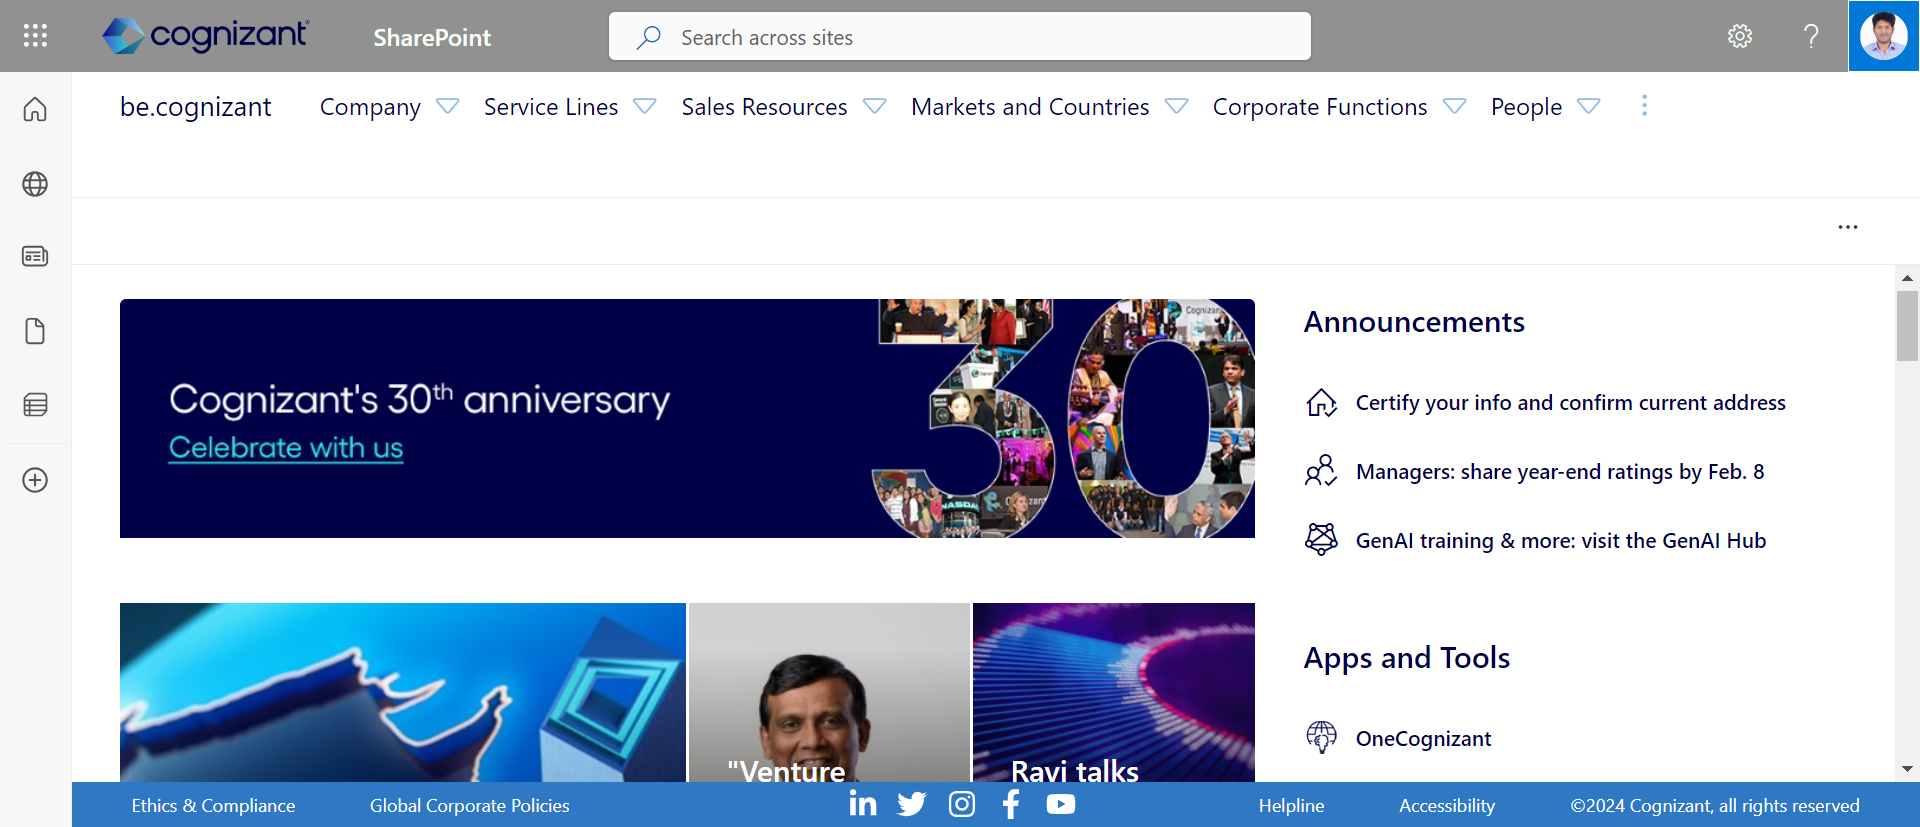 cognizant
SharePoint
Search across sites
be.cognizant
Company
Service Lines
Sales Resources
Markets and Countries
Corporate Functions
People
Cognizant's 30th anniversary
Celebrate with us
Announcements
Certify your info and confirm current address
Managers: share year-end ratings by Feb. 8
GenAI training & more: visit the GenAI Hub
"Venture
Ravi talks
Apps and Tools
OneCognizant
Ethics & Compliance
Global Corporate Policies
Helpline
Accessibility
©2024 Cognizant, all rights reserved